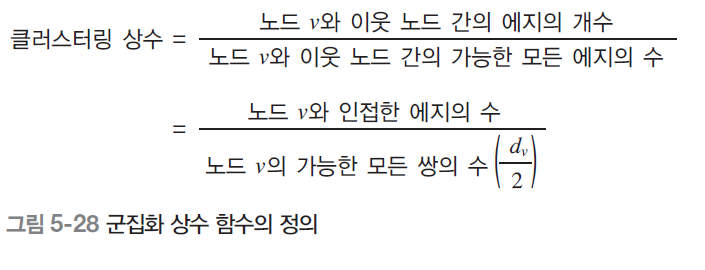 노드 v와 이웃 노드 간의 에지의 개수
클러스터링 상수 =
노드 v와 이웃 노드 간의 가능한 모든 에지의 수
노드 v와 인접한 에지의 수
=
노드 v의 가능한 모든 쌍의 수 (dᵥ/2)
그림 5-28 군집화 상수 함수의 정의